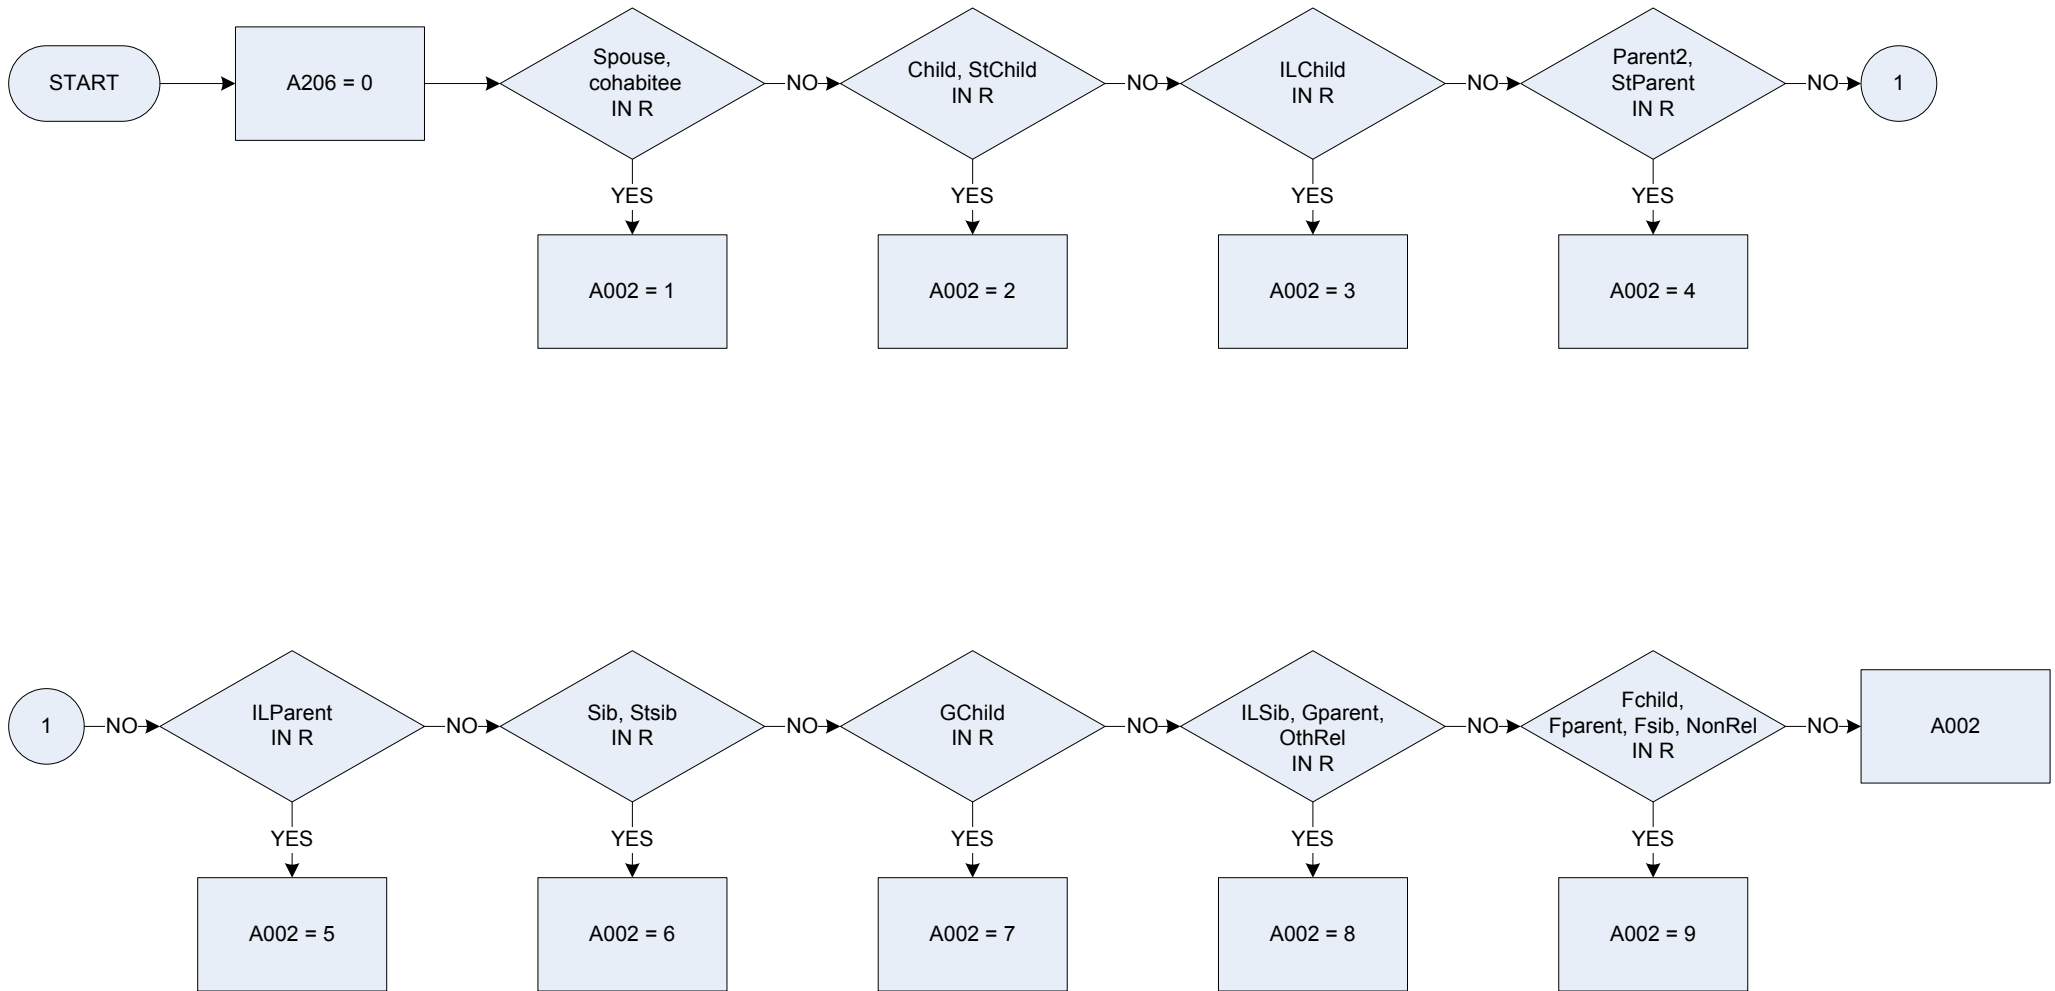 START
A206 = 0
Spouse,
cohabitee
IN R
NO
Child, StChild
IN R
NO
ILChild
IN R
NO
Parent2,
StParent
IN R
NO
1
YES
YES
YES
YES
A002 = 1
A002 = 2
A002 = 3
A002 = 4
1
NO
ILParent
IN R
NO
Sib, Stsib
IN R
NO
GChild
IN R
NO
ILSib, Gparent,
OthRel
IN R
NO
Fchild,
Fparent, Fsib, NonRel
IN R
NO
A002
YES
YES
YES
YES
YES
A002 = 5
A002 = 6
A002 = 7
A002 = 8
A002 = 9